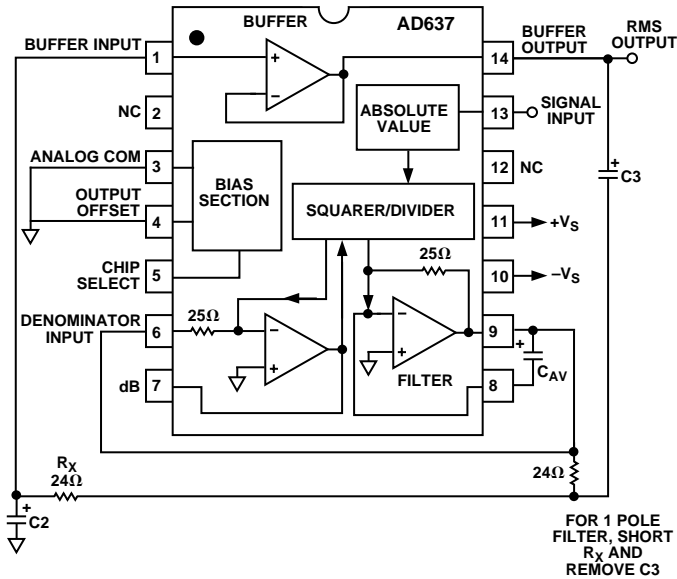 BUFFER
AD637
BUFFER
OUTPUT
RMS
OUTPUT
BUFFER INPUT
1
14
NC
2
ABSOLUTE
VALUE
13
SIGNAL
INPUT
ANALOG COM
3
BIAS
SECTION
12
NC
+
C3
OUTPUT
OFFSET
4
SQUARER/DIVIDER
11
+VS
CHIP
SELECT
5
25Ω
10
–VS
DENOMINATOR
INPUT
6
25Ω
9
+
CAV
dB
7
FILTER
8
RX
24Ω
24Ω
+
C2
FOR 1 POLE
FILTER, SHORT
RX AND
REMOVE C3